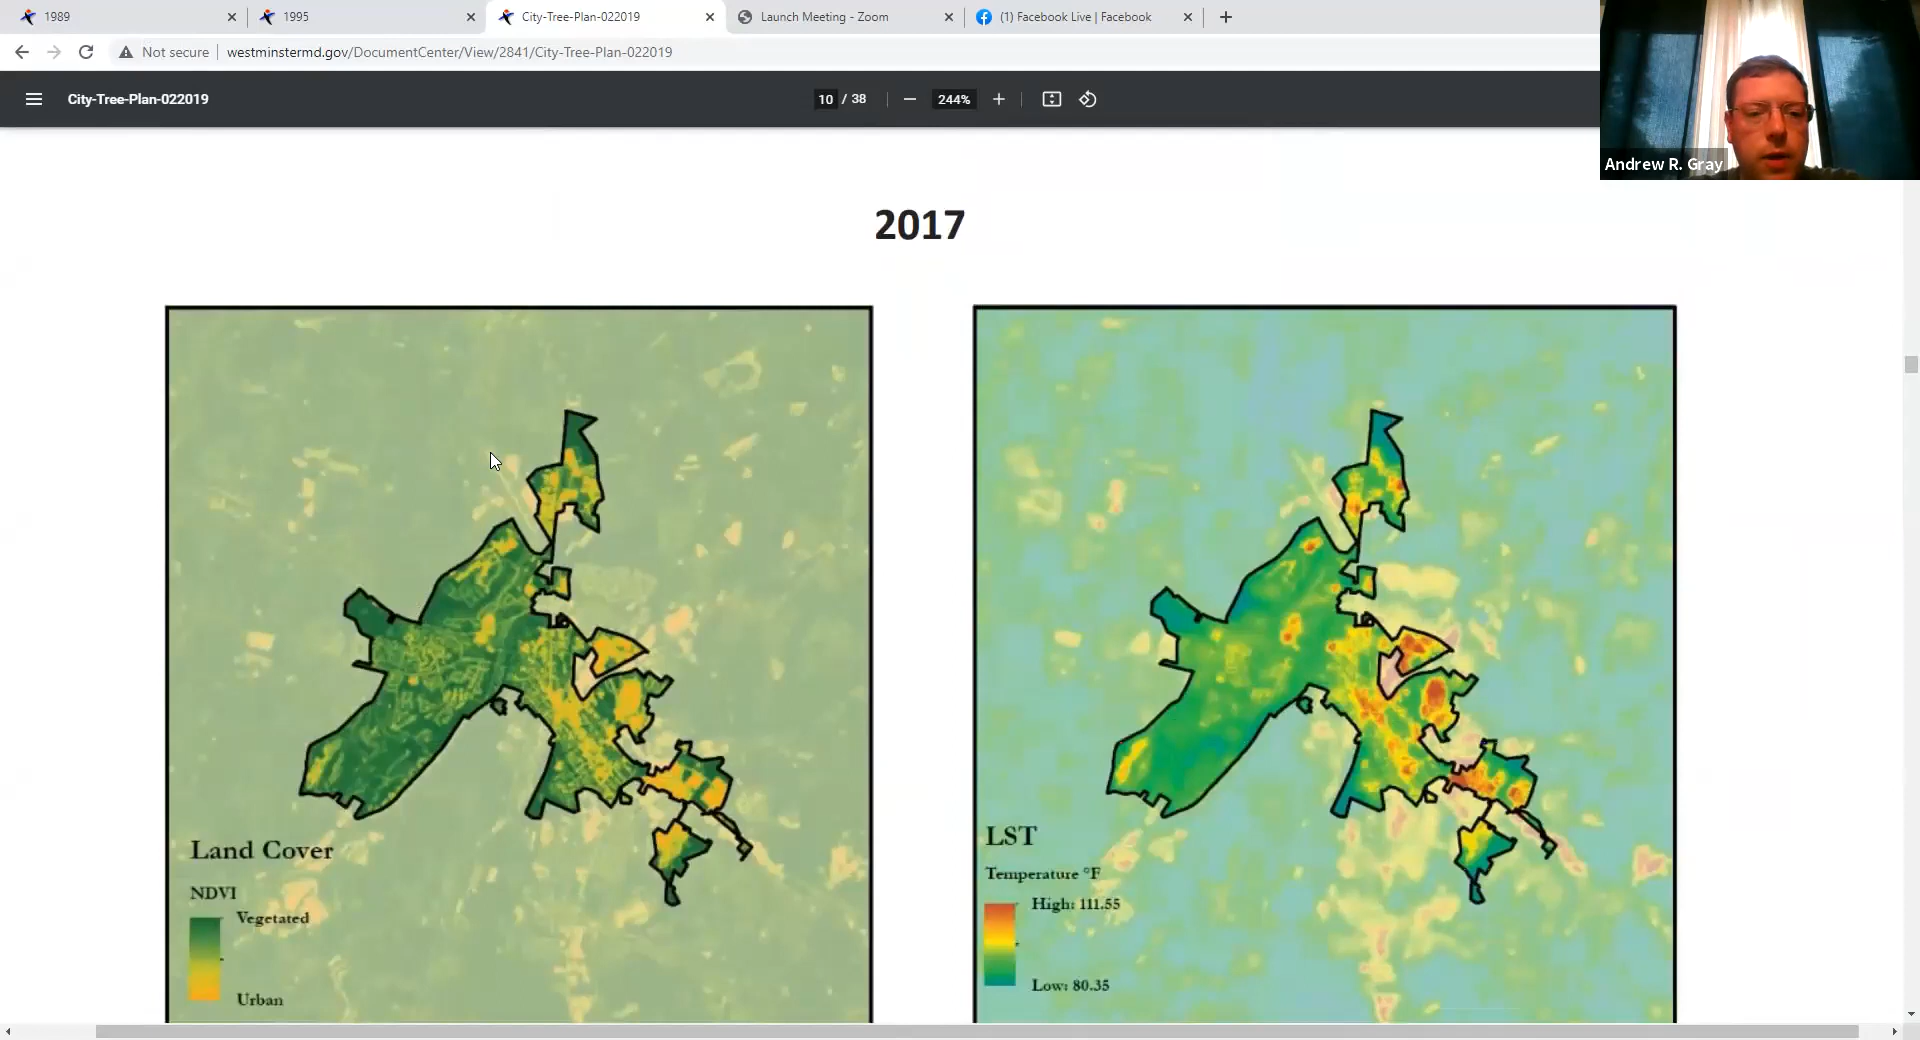 1989
1995
City-Tree-Plan-022019
Launch Meeting - Zoom
(1) Facebook Live | Facebook
Not secure
westminstermd.gov/DocumentCenter/View/2841/City-Tree-Plan-022019
City-Tree-Plan-022019
10 / 38
244%
Andrew R. Gray
2017
Land Cover
NDVI
Vegetated
Urban
LST
Temperature °F
High: 111.55
Low: 80.35